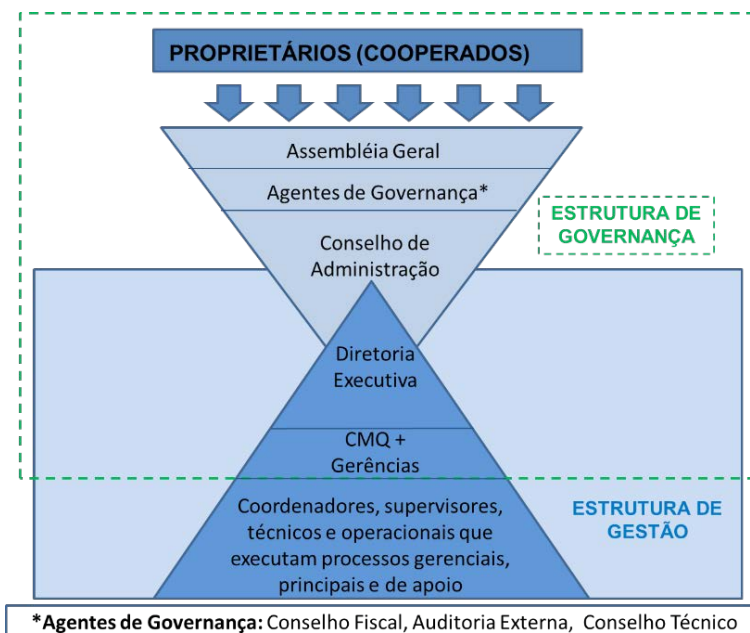 PROPRIETÁRIOS (COOPERADOS)
Assembléia Geral
Agentes de Governança*
ESTRUTURA DE
GOVERNANÇA
Conselho de
Administração
Diretoria
Executiva
CMQ +
Gerências
Coordenadores, supervisores,
técnicos e operacionais que
executam processos gerenciais,
principais e de apoio
ESTRUTURA DE
GESTÃO
*Agentes de Governança: Conselho Fiscal, Auditoria Externa, Conselho Técnico